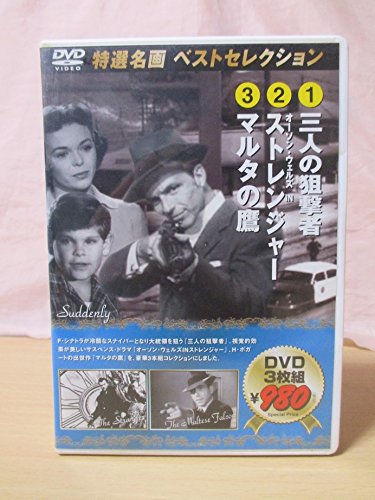 DVD
VIDEO
特選名画 ベストセレクション
1 三人の狙撃者
2 オーソン・ウェルズIN
ストレンジャー
3 マルタの鷹
Suddenly
F・シナトラが冷酷なスナイパーとなり大統領を狙う「三人の狙撃者」、視覚的効
果が美しいサスペンス・ドラマ「オーソン・ウェルズINストレンジャー」、H・ボガ
ートの出世作「マルタの鷹」を、豪華3本組コレクションにしました。
The Stranger
The Maltese Falcon
DVD
3枚組
¥980
Special Price